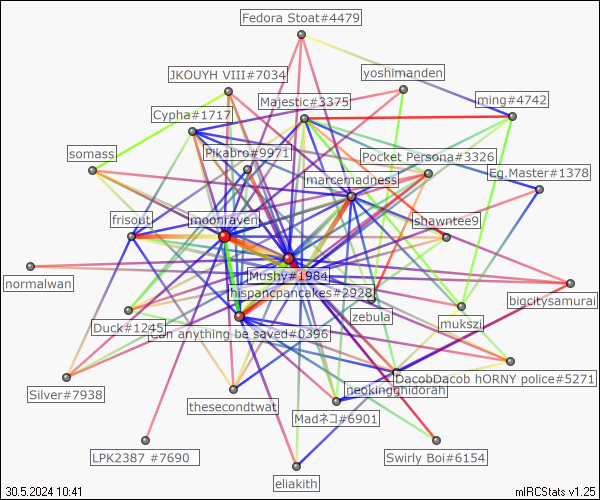 Fedora Stoat#4479
JKOUYH VIII#7034
yoshimanden
Cypha#1717
Majestic#3375
ming#4742
somass
Pikabro#9971
Pocket Persona#3326
marcemadness
Eg.Master#1378
frisout
moonraven
shawntee9
normalwan
Mushy#1984
hispancpancakes#2928
bigcitysamurai
zebula
mukszi
Duck#1245
can anything be saved#0396
Silver#7938
DacobDacob hORNY police#5271
neokingghidorah
thesecondtwat
Madネコ#6901
LPK2387 #7690
Swirly Boi#6154
eliakith
30.5.2024 10:41
mIRCStats v1.25